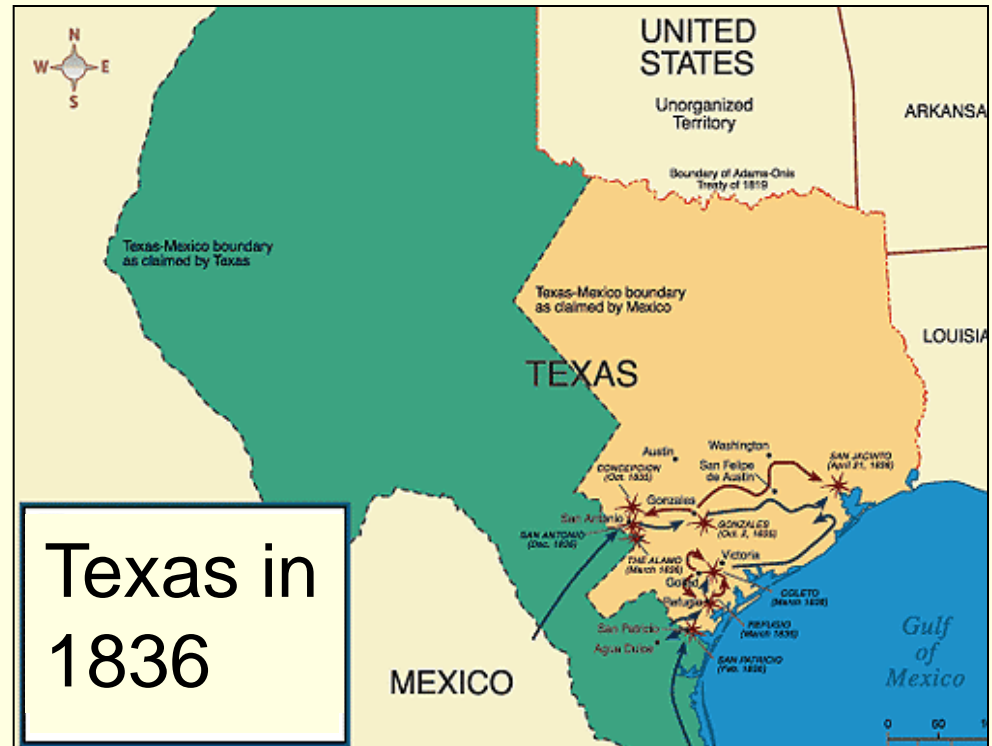 N
W E
S
UNITED
STATES
Unorganized
Territory
ARKANSA
Boundary of Adams-Onis
Treaty of 1819
Texas-Mexico boundary
as claimed by Texas
Texas-Mexico boundary
as claimed by Mexico
LOUISIA
TEXAS
Austin
Washington
San Felipe
de Austin
SAN JACINTO
(April 21, 1836)
CONCEPCION
(Oct. 1835)
Gonzales
San Antonio
SAN ANTONIO
(Dec. 1835)
GONZALES
(Oct. 2, 1835)
THE ALAMO
(March 1836)
Victoria
Goliad
COLETO
(March 1836)
Refugio
REFUGIO
(March 1836)
San Patricio
Agua Dulce
SAN PATRICIO
(Feb. 1836)
Texas in
1836
MEXICO
Gulf
of
Mexico
0 50